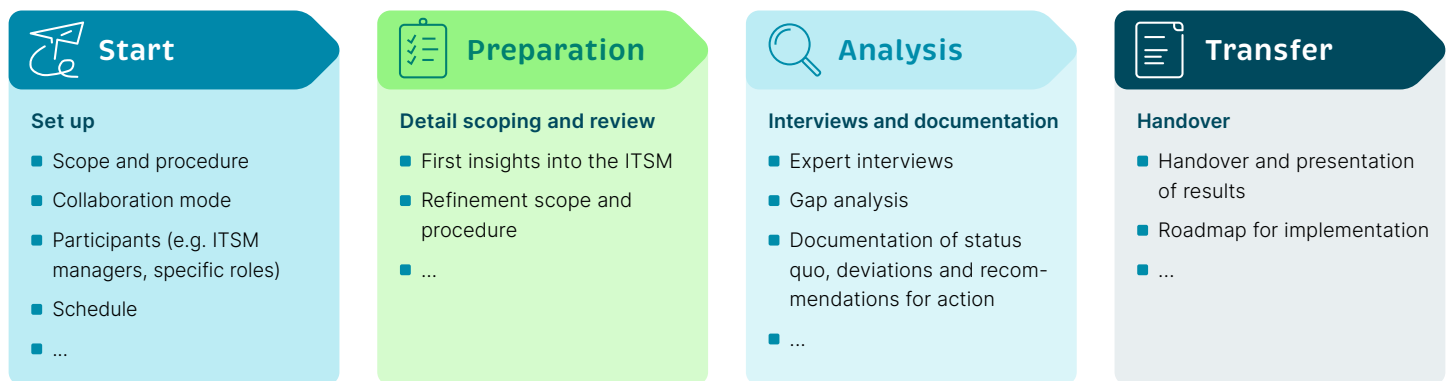 Start
Set up
Scope and procedure
Collaboration mode
Participants (e.g. ITSM
managers, specific roles)
Schedule
...
Preparation
Detail scoping and review
First insights into the ITSM
Refinement scope and
procedure
...
Analysis
Interviews and documentation
Expert interviews
Gap analysis
Documentation of status
quo, deviations and recom-
mendations for action
...
Transfer
Handover
Handover and presentation
of results
Roadmap for implementation
...